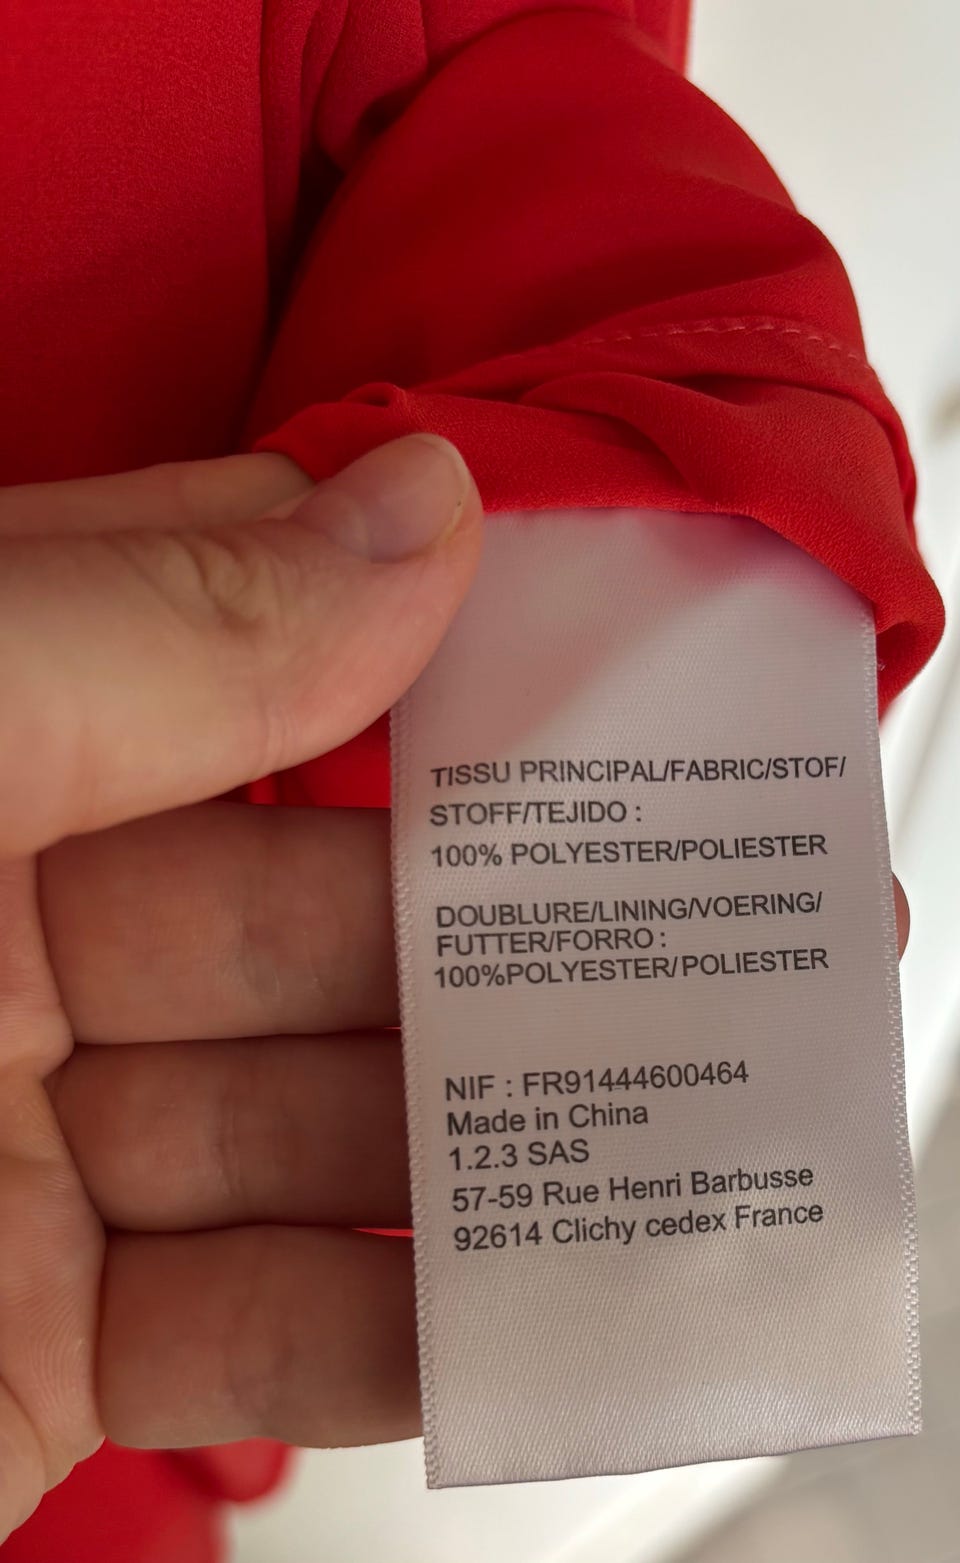 TISSU PRINCIPAL/FABRIC/STOF/
STOFF/TEJIDO :
100% POLYESTER/POLIESTER
DOUBLURE/LINING/VOERING/
FUTTER/FORRO :
100%POLYESTER/POLIESTER
NIF : FR91444600464
Made in China
1.2.3 SAS
57-59 Rue Henri Barbusse
92614 Clichy cedex France